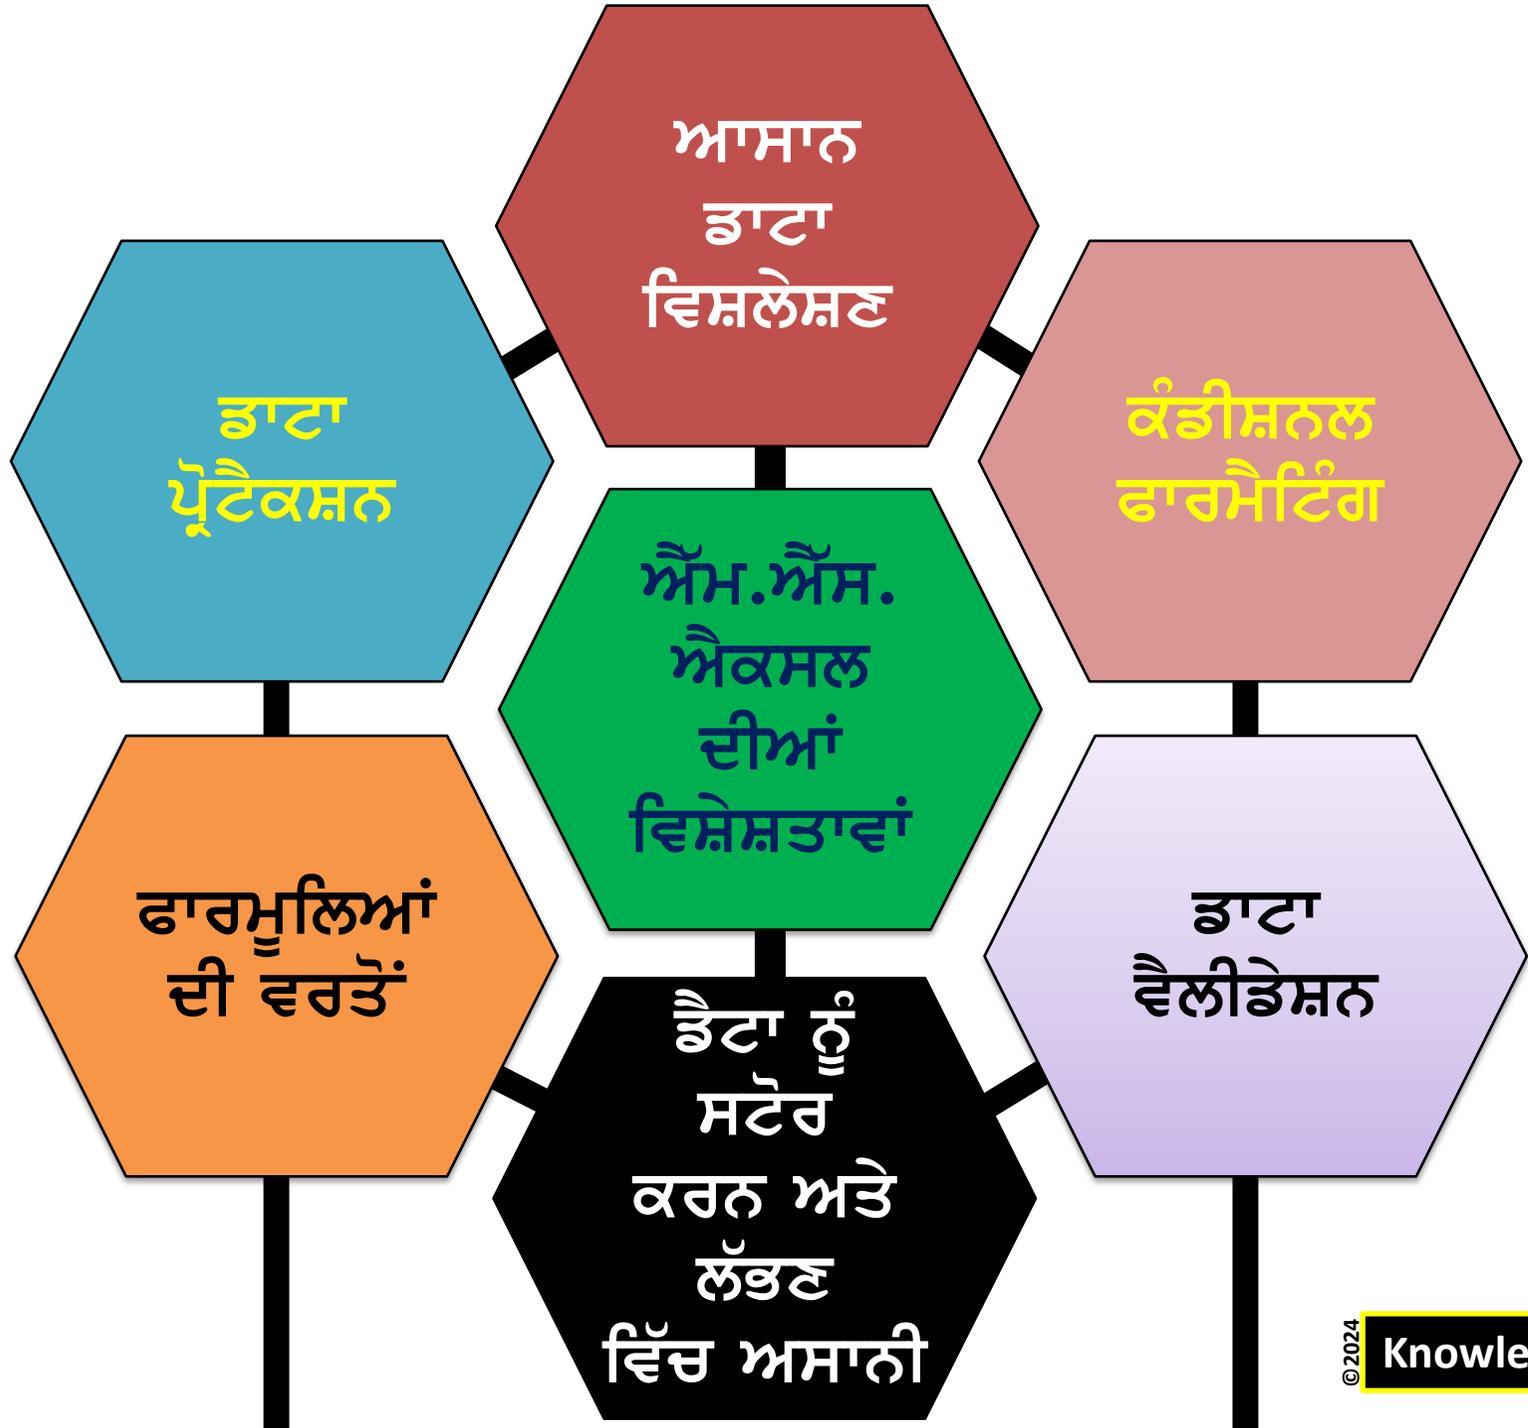 ਆਸਾਨ
ਡਾਟਾ
ਵਿਸ਼ਲੇਸ਼ਣ
ਡਾਟਾ
ਪ੍ਰੋਟੈਕਸ਼ਨ
ਕੰਡੀਸ਼ਨਲ
ਫਾਰਮੈਟਿੰਗ
ਐੱਮ.ਐੱਸ.
ਐਕਸਲ
ਦੀਆਂ
ਵਿਸ਼ੇਸ਼ਤਾਵਾਂ
ਫਾਰਮੂਲਿਆਂ
ਦੀ ਵਰਤੋਂ
ਡਾਟਾ
ਵੈਲੀਡੇਸ਼ਨ
ਡੈਟਾ ਨੂੰ
ਸਟੋਰ
ਕਰਨ ਅਤੇ
ਲੱਭਣ
ਵਿੱਚ ਅਸਾਨੀ
©2024
Knowle